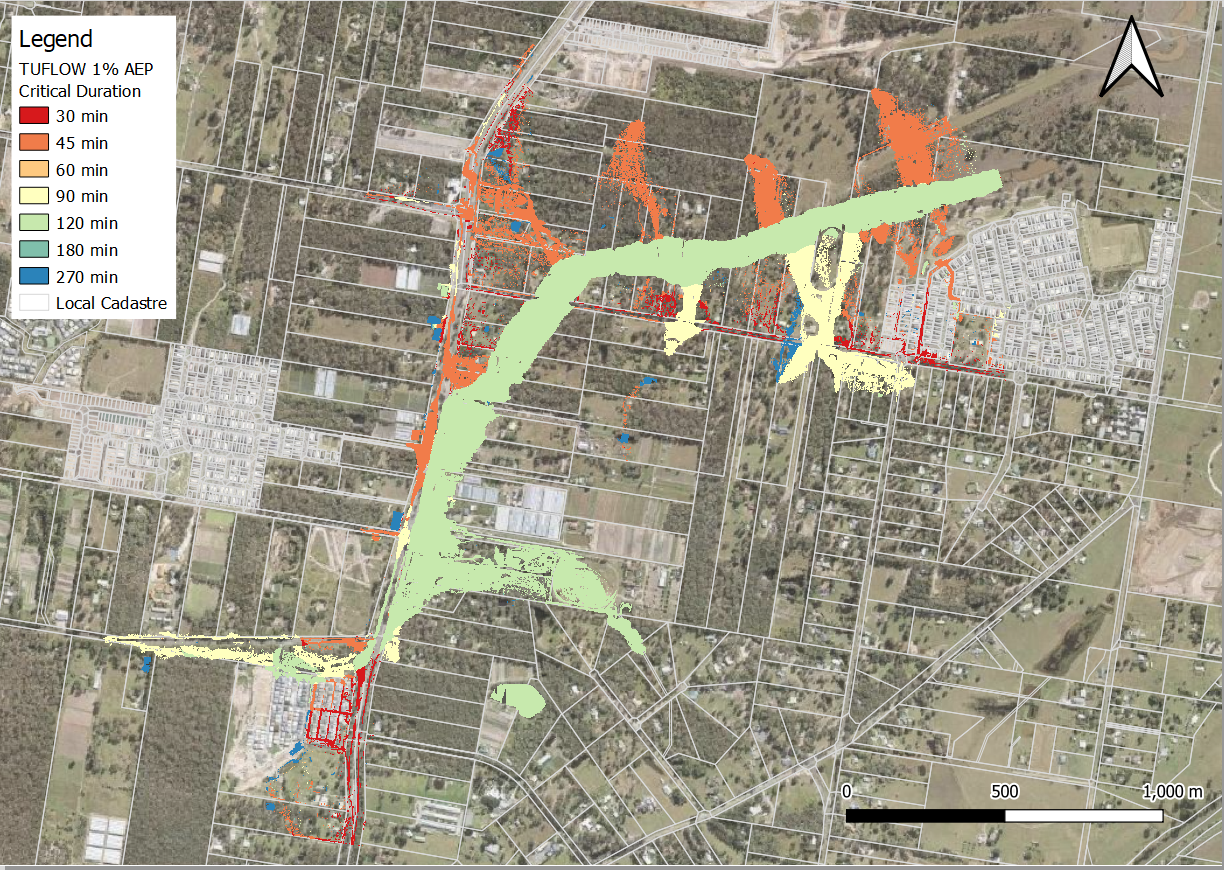 Legend
TUFLOW 1% AEP
Critical Duration
30 min
45 min
60 min
90 min
120 min
180 min
270 min
Local Cadastre
0 500 1,000 m